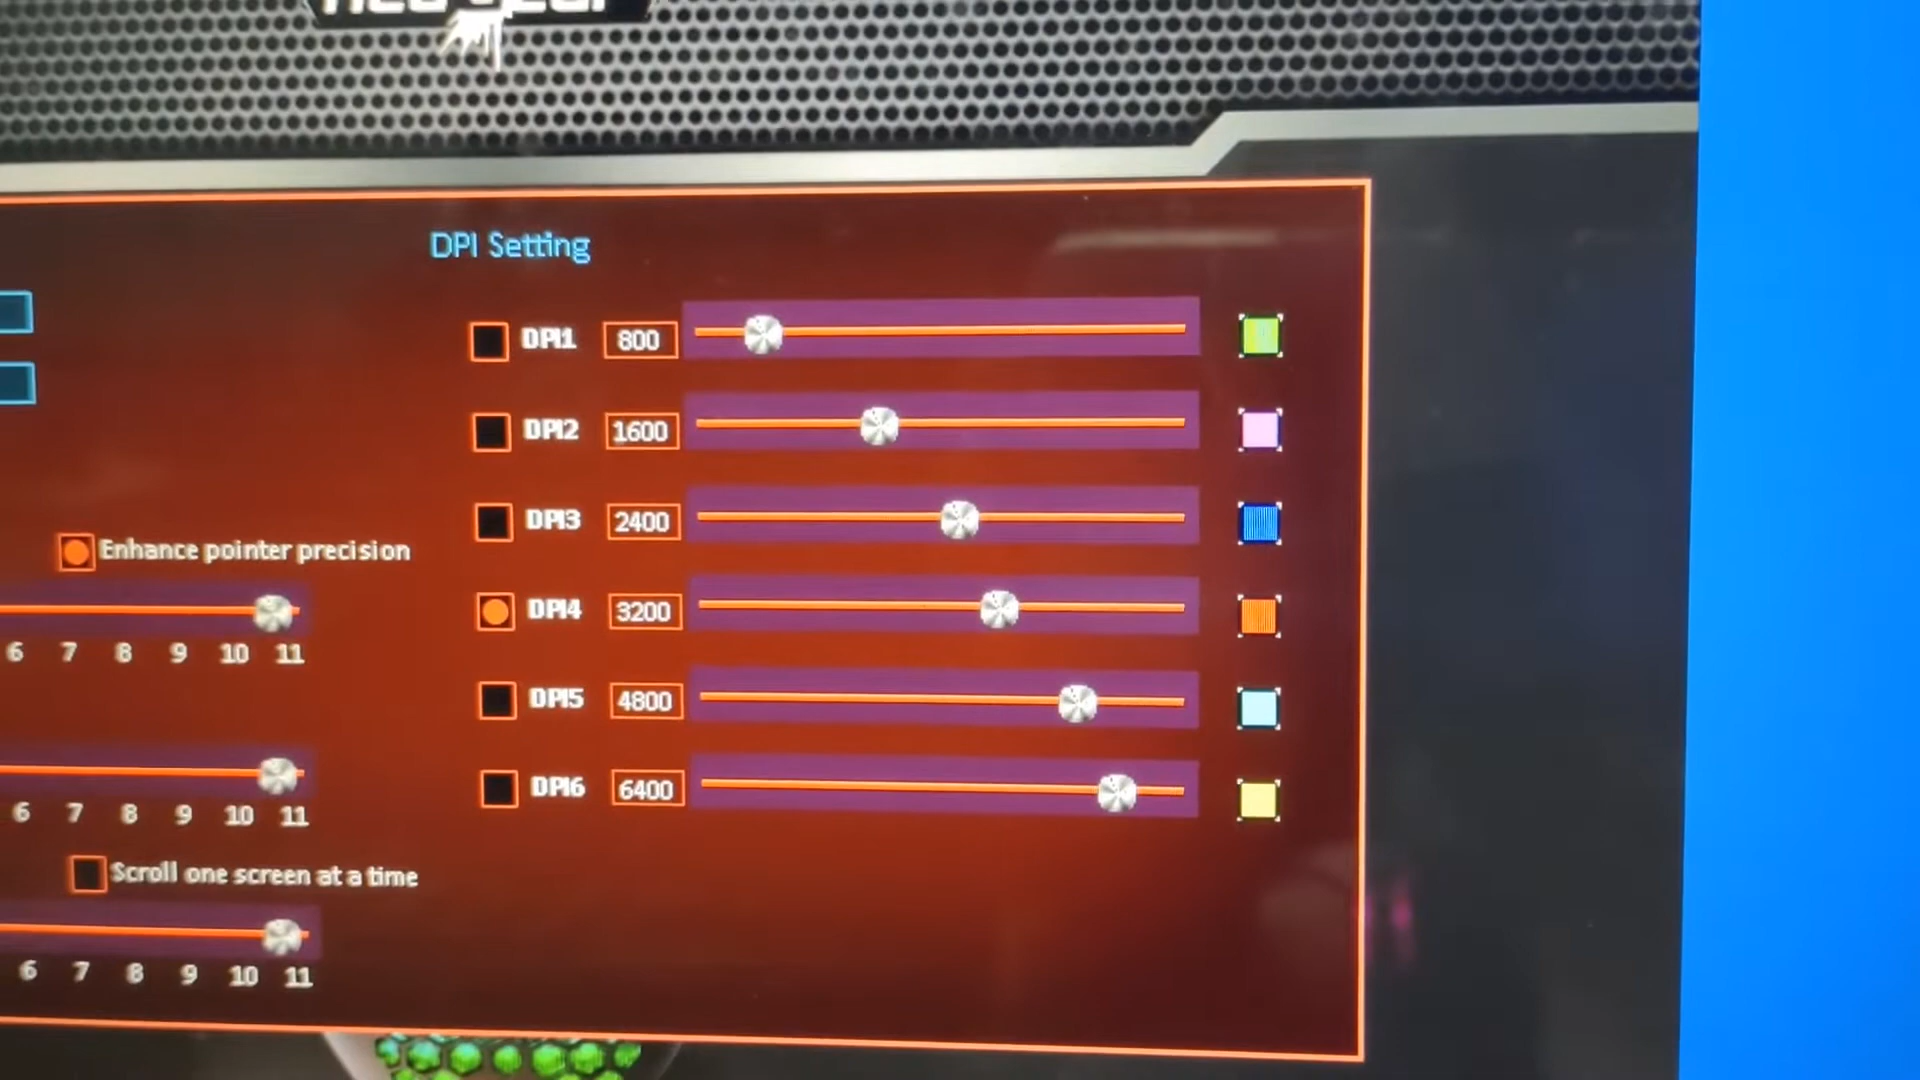 DPI Setting
DPI1 800
DPI2 1600
DPI3 2400
Enhance pointer precision
DPI4 3200
6 7 8 9 10 11
DPI5 4800
DPI6 6400
6 7 8 9 10 11
Scroll one screen at a time
6 7 8 9 10 11